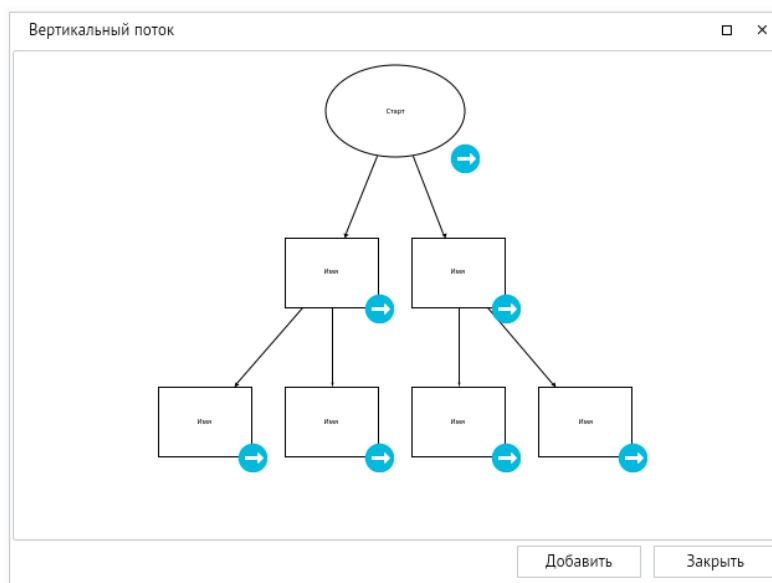 Вертикальный поток
Старт
Имя
Имя
Имя
Имя
Имя
Имя
Добавить
Закрыть